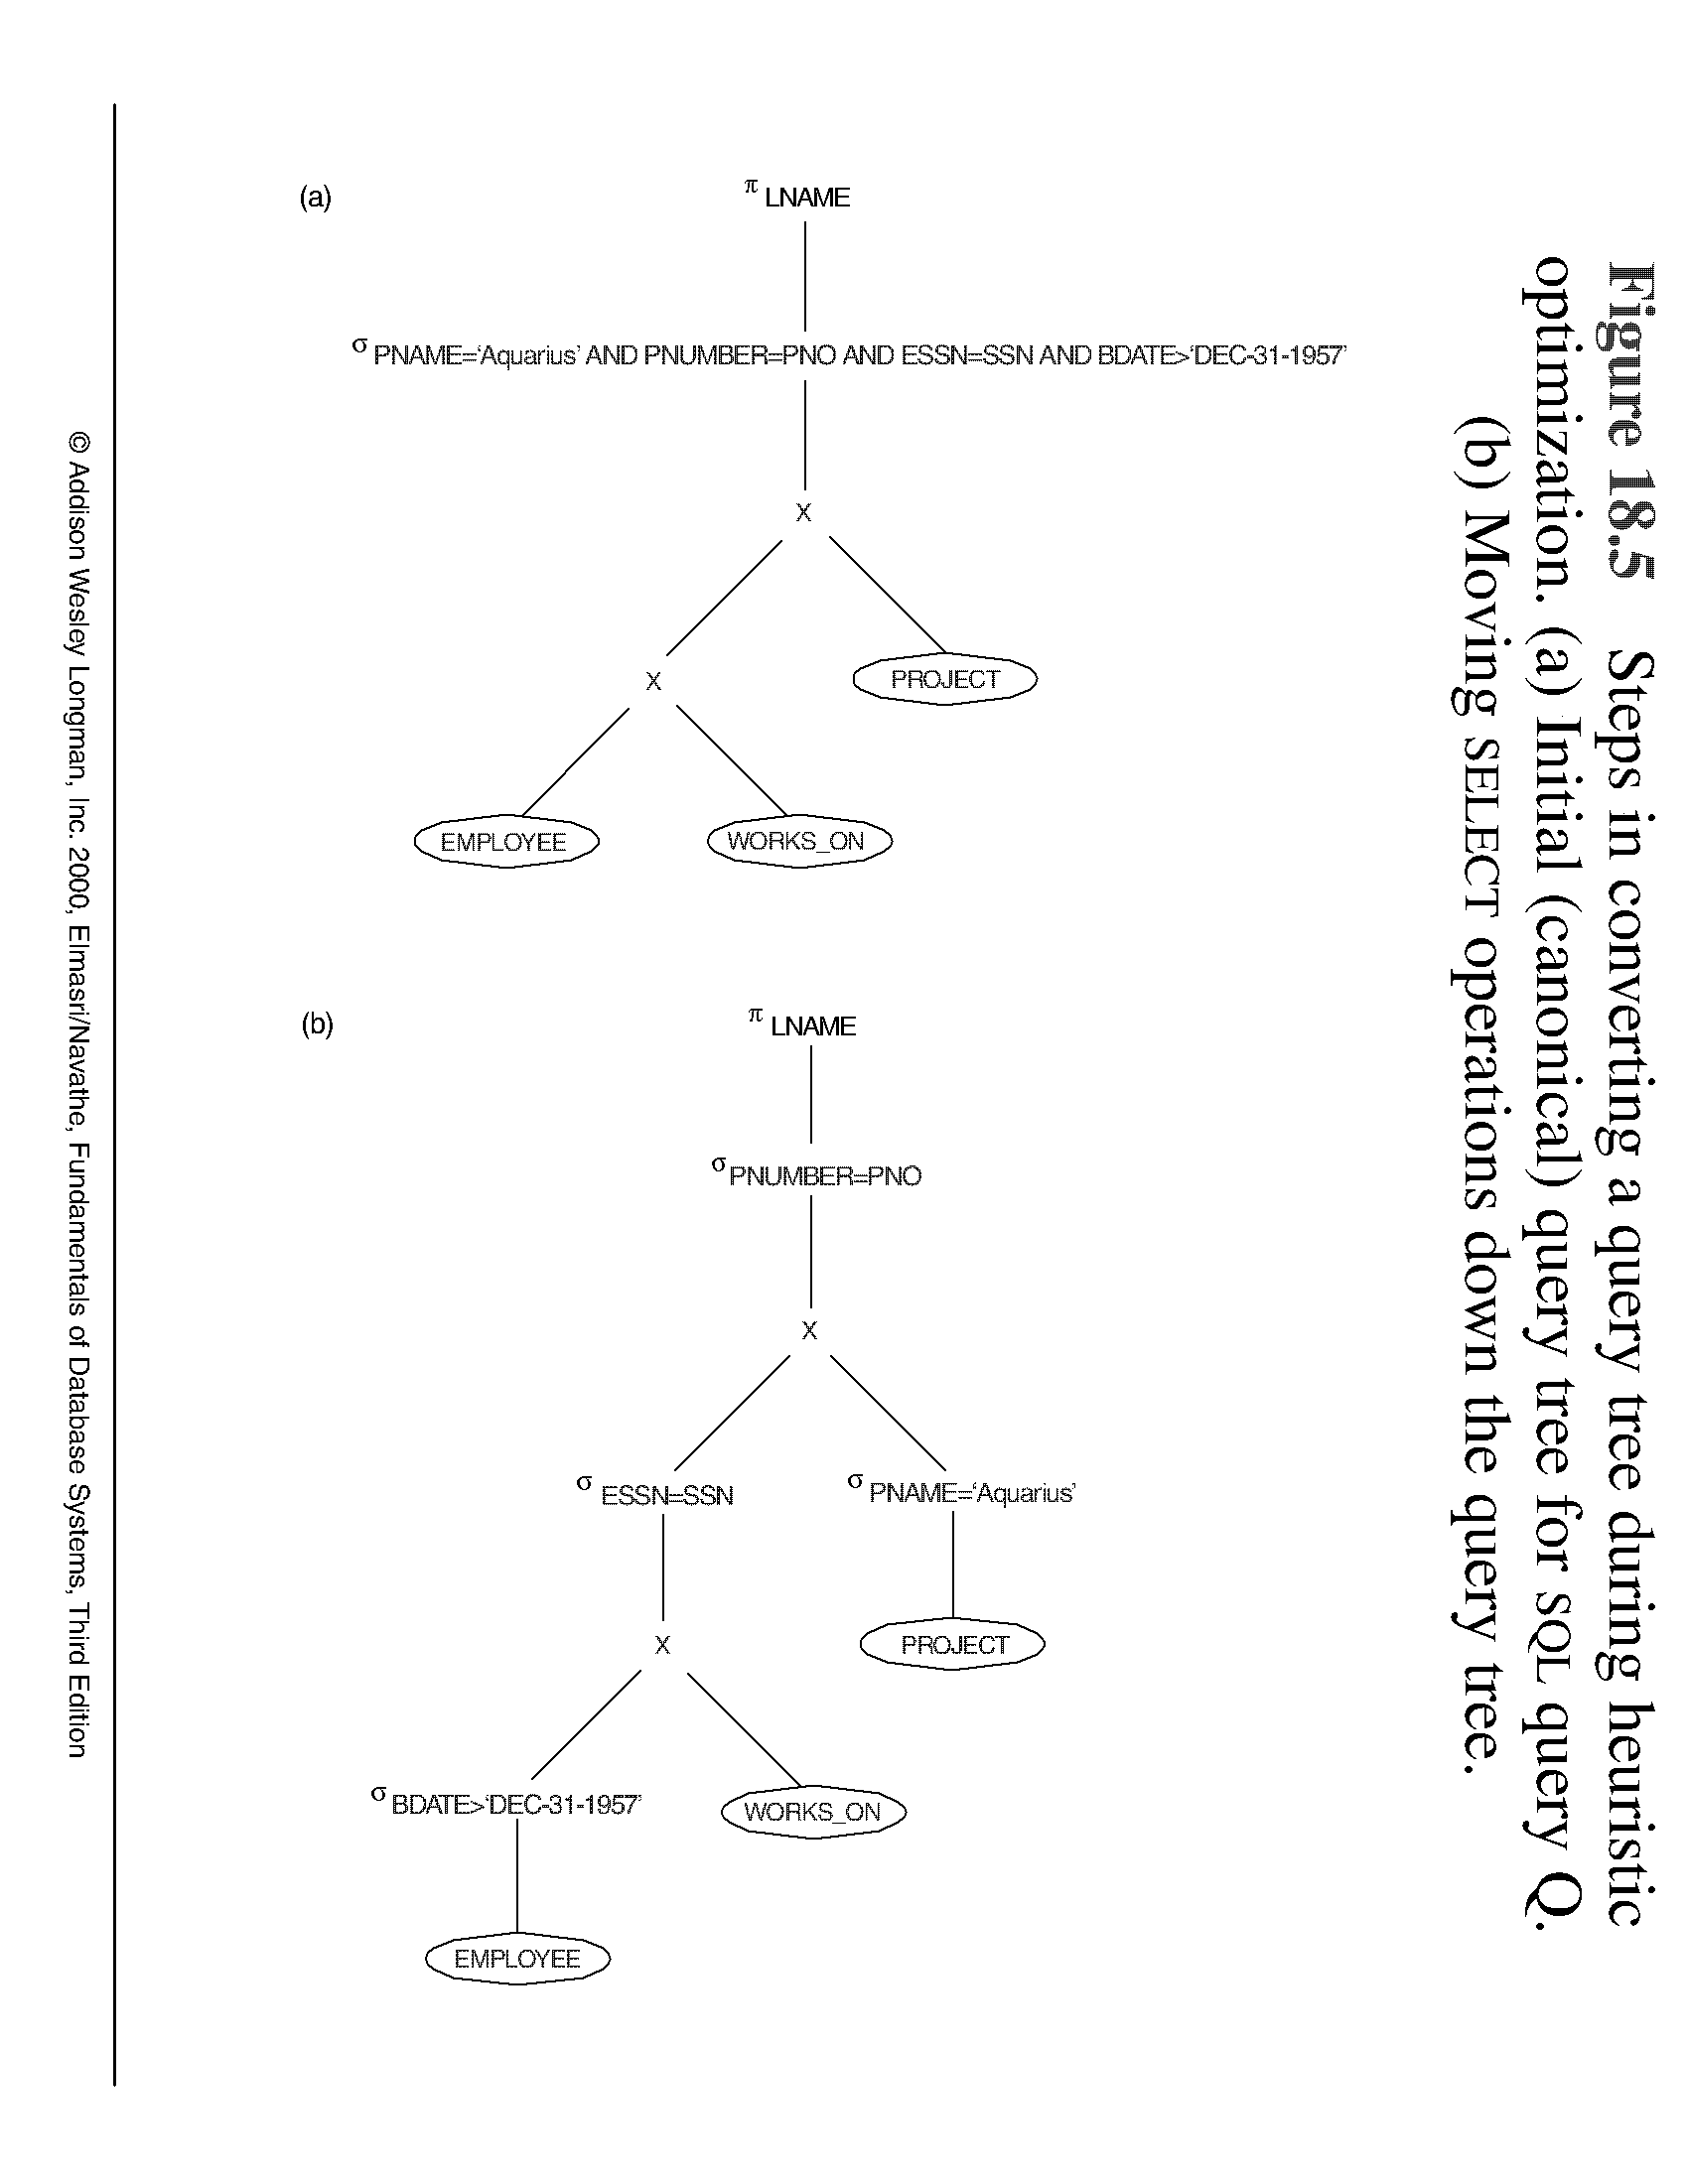 Figure 18.5 Steps in converting a query tree during heuristic
optimization. (a) Initial (canonical) query tree for SQL query Q.
(b) Moving SELECT operations down the query tree.
(a)
π LNAME
σ PNAME=‘Aquarius’ AND PNUMBER=PNO AND ESSN=SSN AND BDATE>‘DEC-31-1957’
X
X
PROJECT
EMPLOYEE
WORKS_ON
(b)
π LNAME
σ PNUMBER=PNO
X
σ ESSN=SSN
σ PNAME=‘Aquarius’
X
PROJECT
σ BDATE>‘DEC-31-1957’
WORKS_ON
EMPLOYEE
© Addison Wesley Longman, Inc. 2000, Elmasri/Navathe, Fundamentals of Database Systems, Third Edition